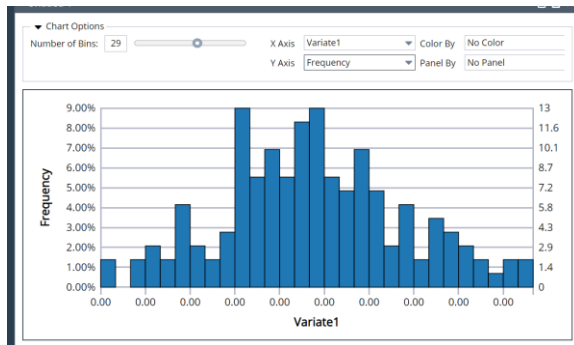 Chart Options
Number of Bins: 29 X Axis Variate1 Color By No Color
Y Axis Frequency Panel By No Panel
9.00% 13
8.00% 11.6
7.00% 10.1
6.00% 8.7
5.00% 7.2
4.00% 5.8
3.00% 4.3
2.00% 2.9
1.00% 1.4
0.00% 0
Frequency
0.00 0.00 0.00 0.00 0.00 0.00 0.00 0.00 0.00 0.00
Variate1